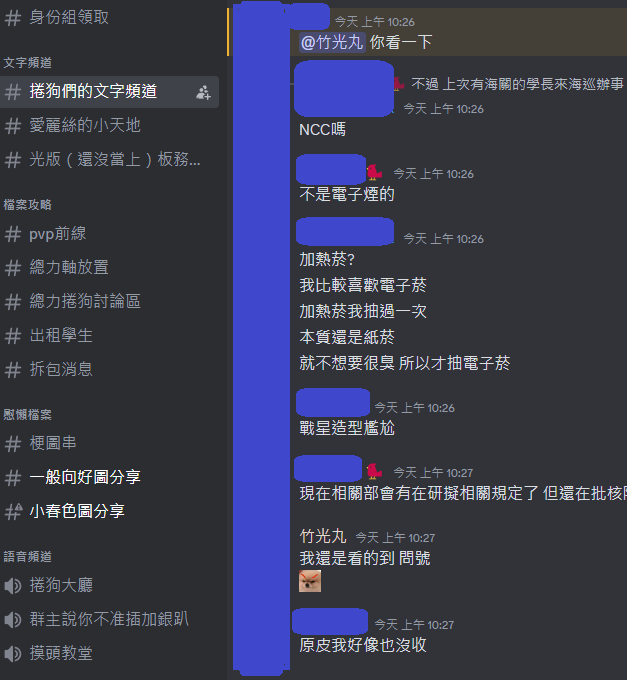 身份組領取
文字頻道
捲狗們的文字頻道
愛麗絲的小天地
光版（還沒當上）板務...
檔案攻略
pvp前線
總力軸放置
總力捲狗討論區
出租學生
拆包消息
慰懶檔案
梗圖串
一般向好圖分享
小春色圖分享
語音頻道
捲狗大廳
群主說你不准插加銀趴
摸頭教堂
今天 上午 10:26
@竹光丸 你看一下
不過 上次有海關的學長來海巡辦事
今天 上午 10:26
NCC嗎
今天 上午 10:26
不是電子煙的
今天 上午 10:26
加熱菸?
我比較喜歡電子菸
加熱菸我抽過一次
本質還是紙菸
就不想要很臭 所以才抽電子菸
今天 上午 10:26
戰星造型尷尬
今天 上午 10:27
現在相關部會有在研擬相關規定了 但還在批核
竹光丸 今天 上午 10:27
我還是看的到 問號
今天 上午 10:27
原皮我好像也沒收